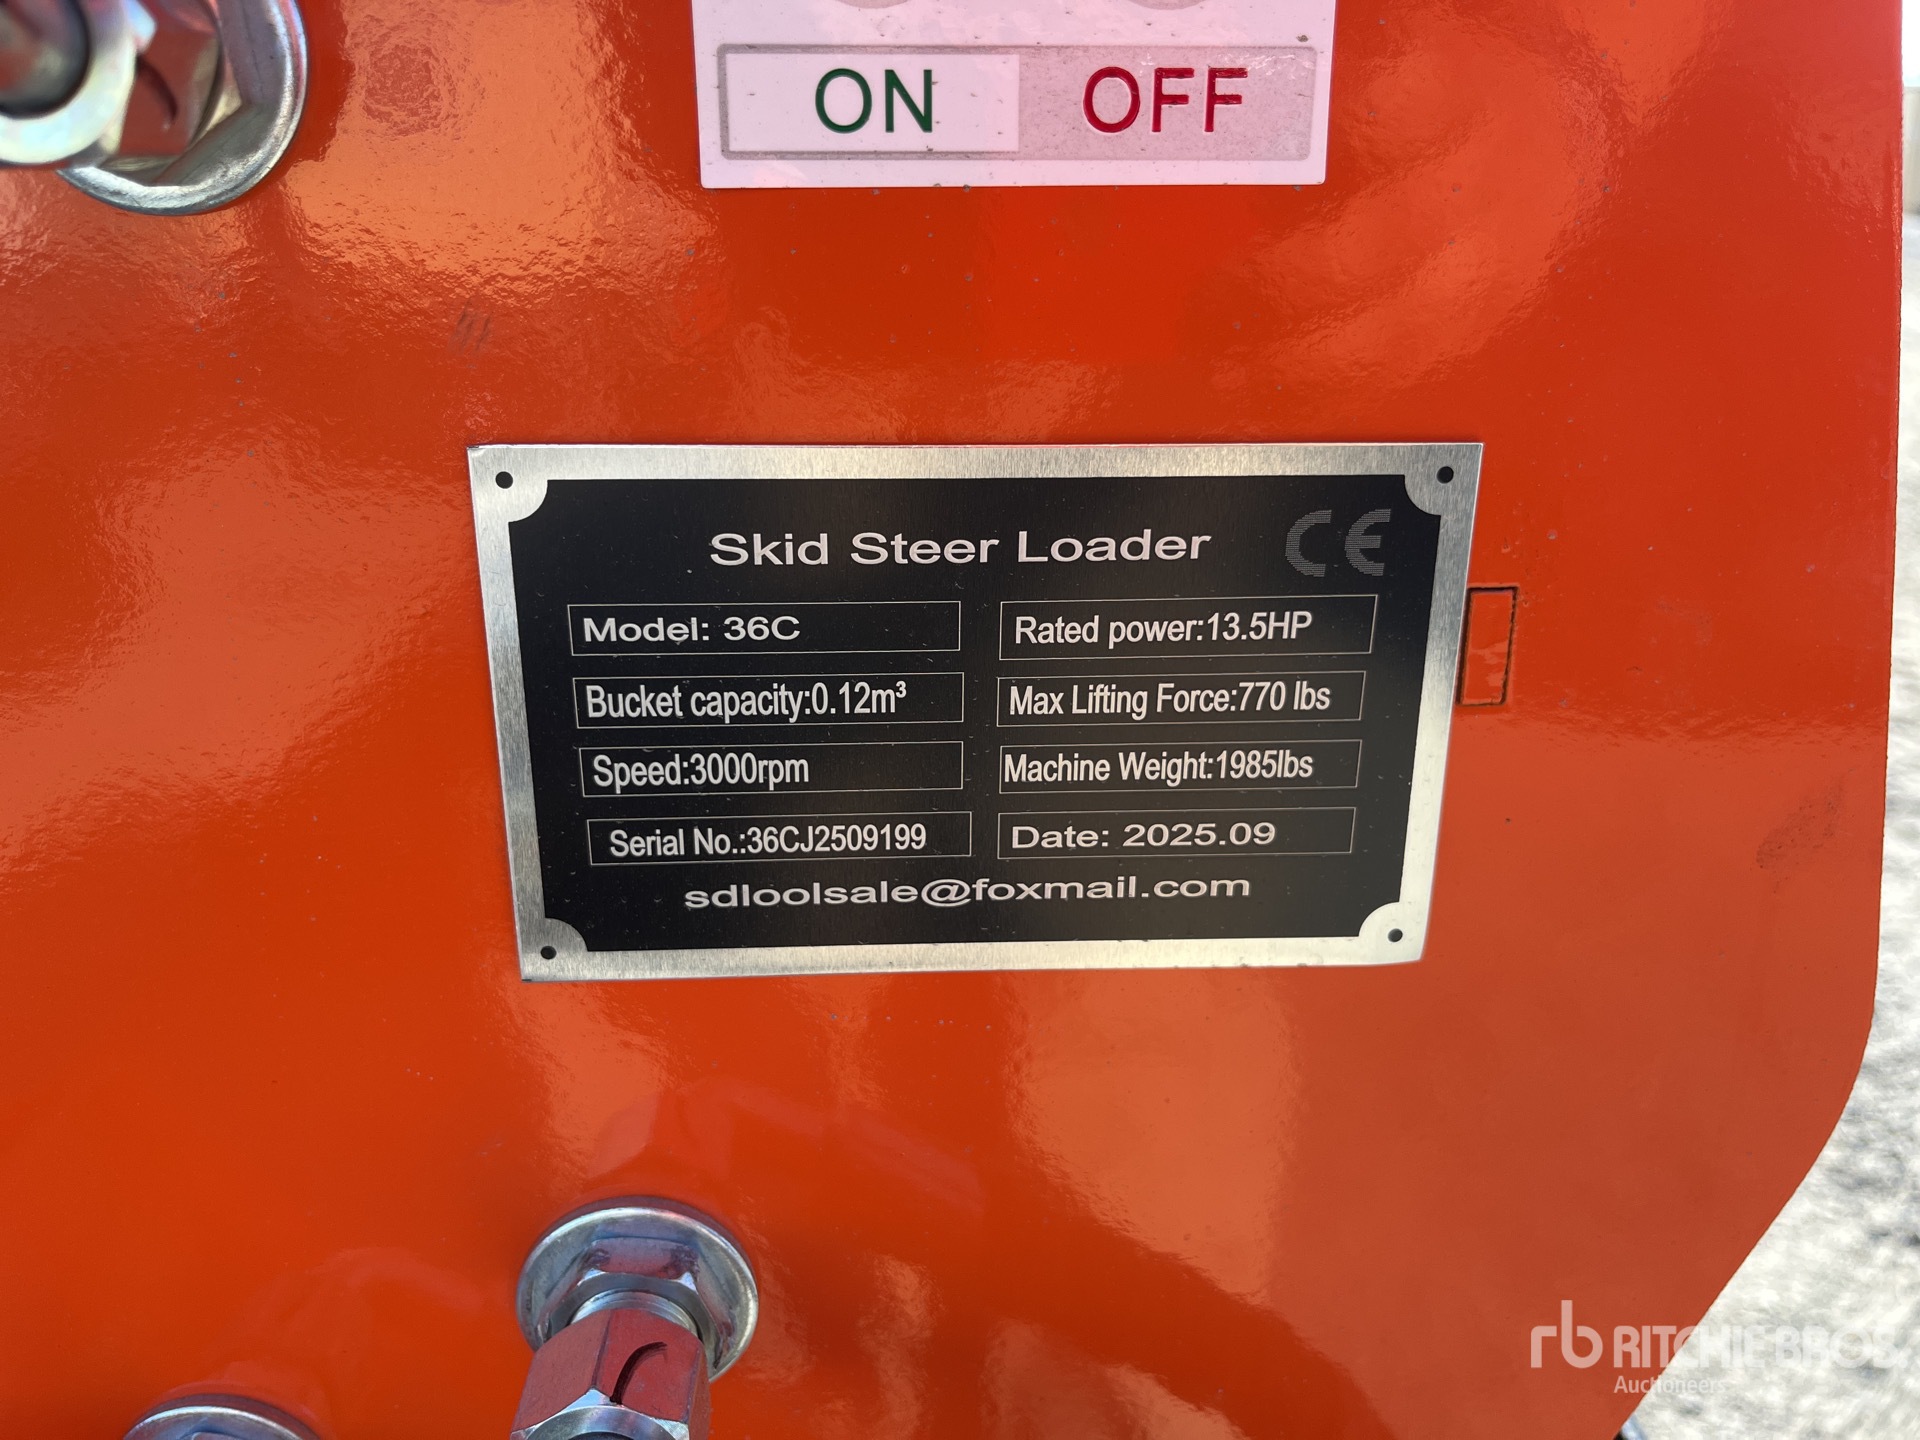 ON OFF
Skid Steer Loader CE
Model: 36C
Rated power:13.5HP
Bucket capacity:0.12m³
Max Lifting Force:770 lbs
Speed:3000rpm
Machine Weight:1985lbs
Serial No.:36CJ2509199
Date: 2025.09
sdloolsale@foxmail.com
rb RITCHIE BROS.
Auctioneers